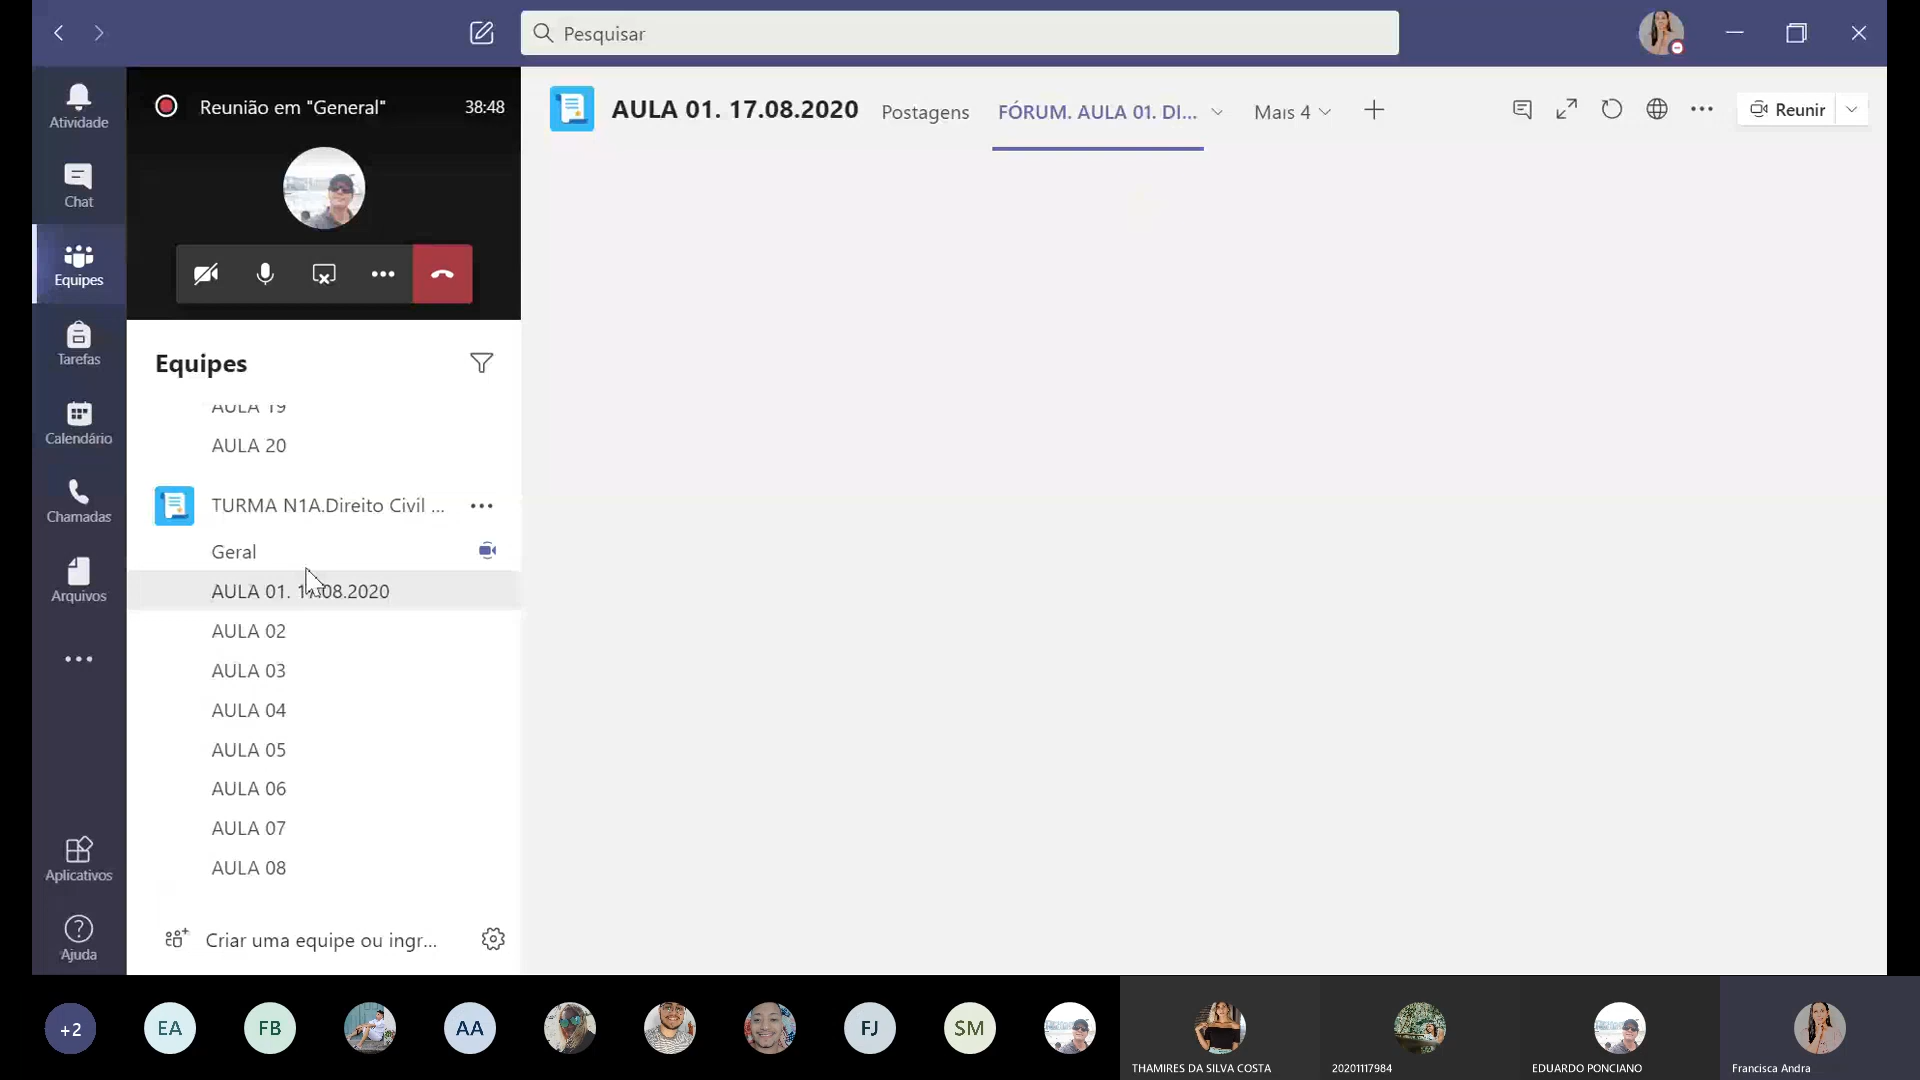 Pesquisar
Atividade
Chat
Equipes
Tarefas
Calendário
Chamadas
Arquivos
Aplicativos
Ajuda
Reunião em "General" 38:48
Equipes
AULA 19
AULA 20
TURMA N1A.Direito Civil ...
Geral
AULA 01. 17.08.2020
AULA 02
AULA 03
AULA 04
AULA 05
AULA 06
AULA 07
AULA 08
Criar uma equipe ou ingr...
AULA 01. 17.08.2020 Postagens FÓRUM. AULA 01. DI... Mais 4 Reunir
+2 EA FB AA FJ SM
THAMIRES DA SILVA COSTA 20201117984 EDUARDO PONCIANO Francisca Andra